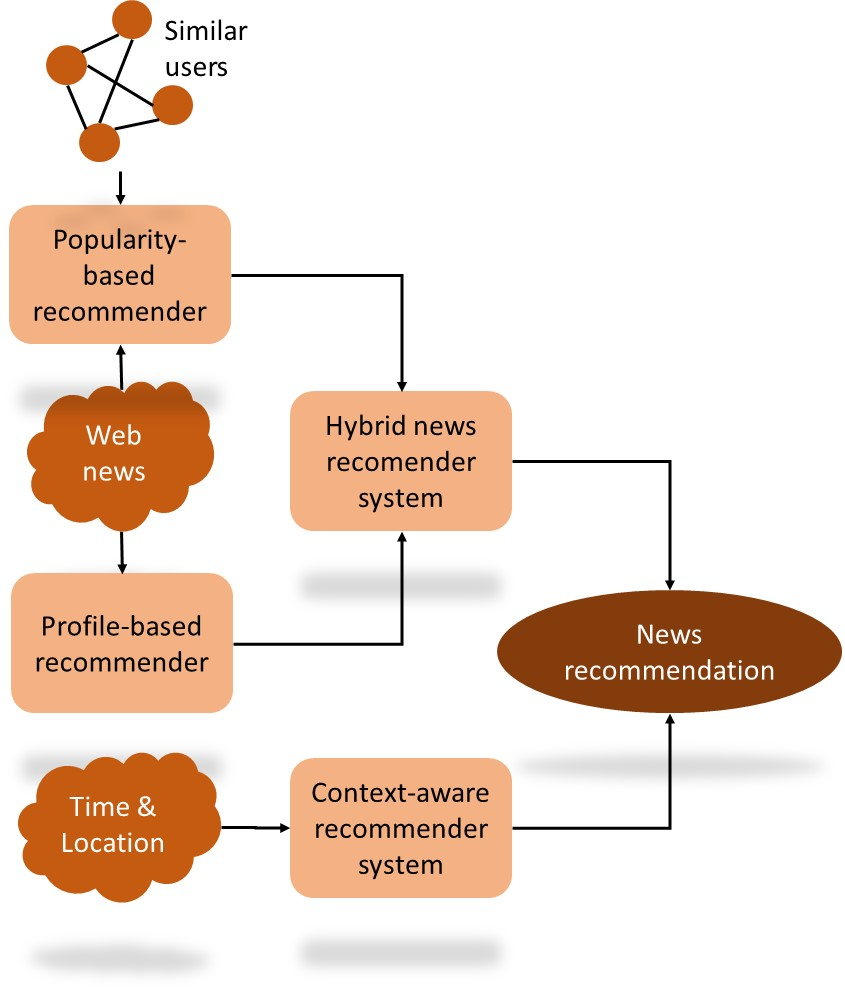 Similar
users
Popularity-
based
recommender
Web
news
Hybrid news
recomender
system
Profile-based
recommender
News
recommendation
Time &
Location
Context-aware
recommender
system